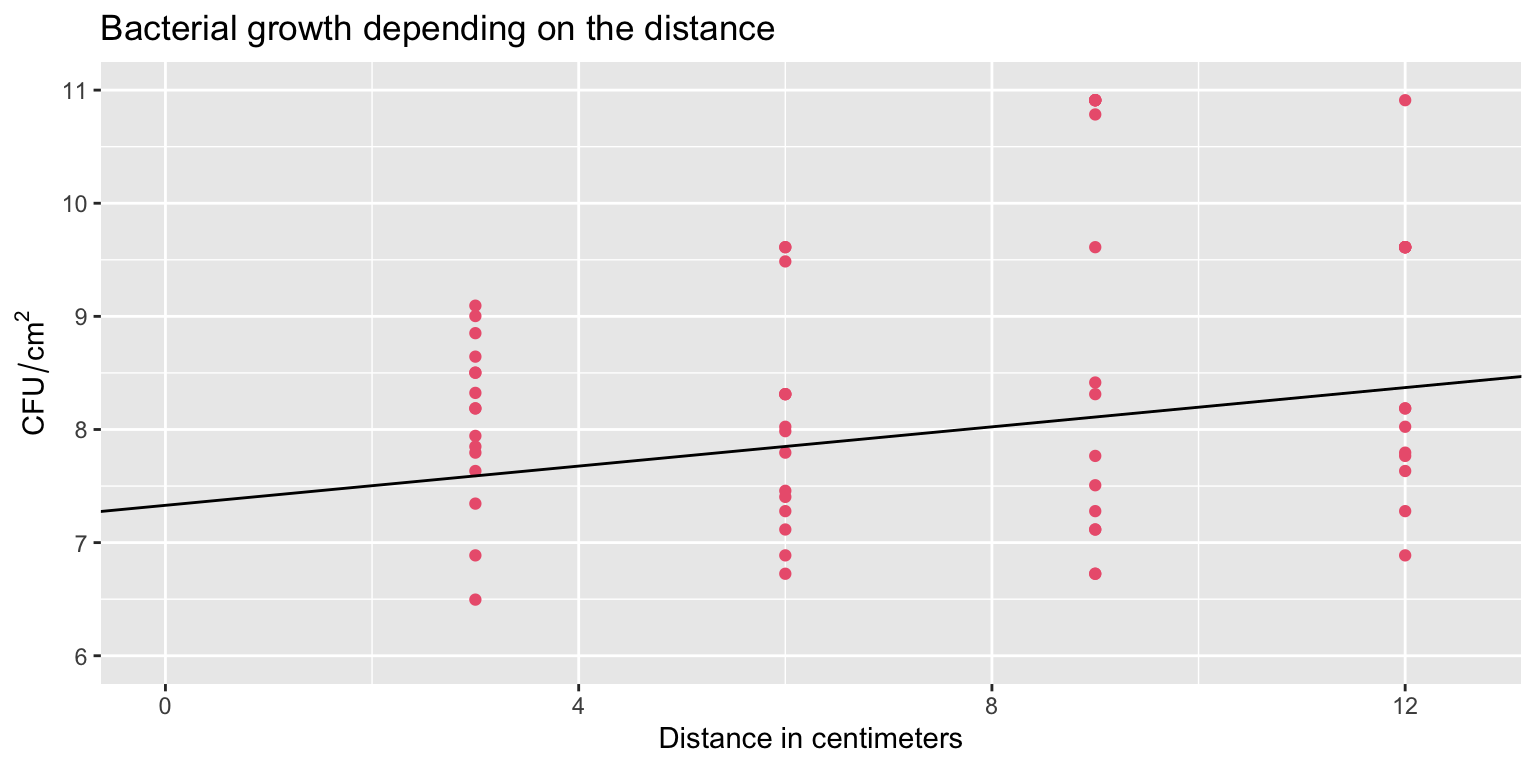 Bacterial growth depending on the distance
CFU/cm²
11
10
9
8
7
6
0 4 8 12
Distance in centimeters